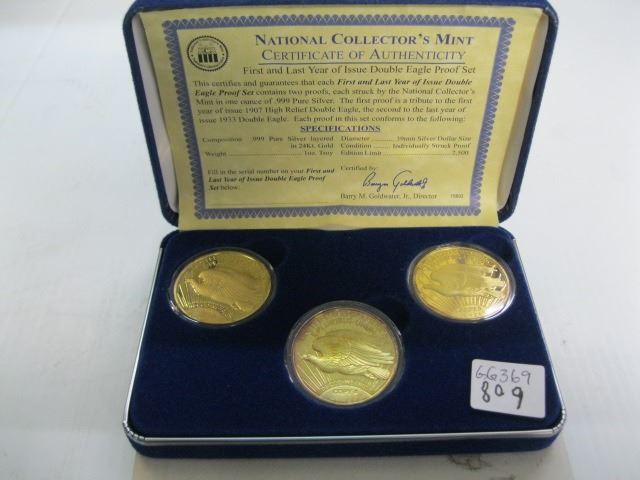 NATIONAL COLLECTOR'S MINT
CERTIFICATE OF AUTHENTICITY
First and Last Year of Issue Double Eagle Proof Set
This certifies and guarantees that each First and Last Year of Issue Double
Eagle Proof Set contains two proofs, each struck by the National Collector's
Mint in one ounce of .999 Pure Silver. The first proof is a tribute to the first
year of issue 1907 High Relief Double Eagle, the second to the last year of
issue 1933 Double Eagle. Each proof in this set conforms to the following:
SPECIFICATIONS
Composition .999 Pure Silver layered in 24Kt. Gold
Weight 1oz. Troy
Diameter 39mm Silver Dollar Size
Condition Individually Struck Proof
Edition Limit 2,500
Fill in the serial number on your First and
Last Year of Issue Double Eagle Proof
Set below.
Certified by:
Barry M. Goldwater, Jr., Director
GG369
809